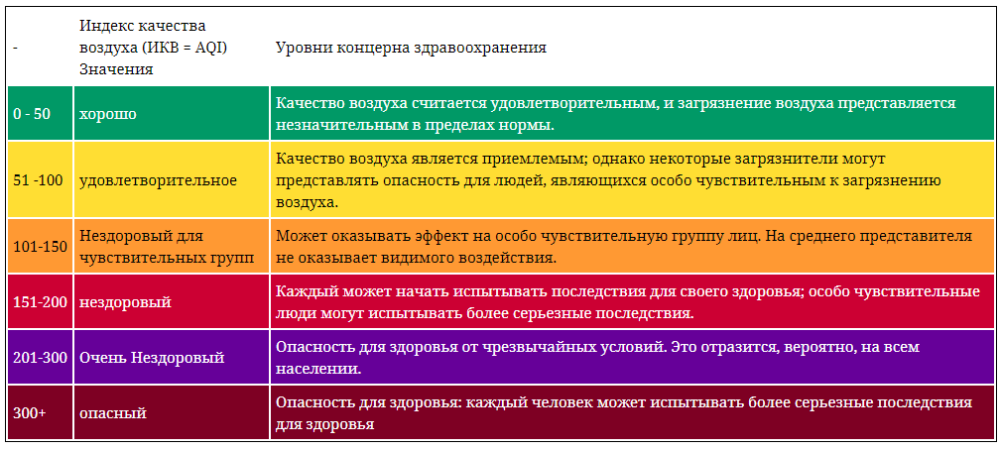 -
Индекс качества
воздуха (ИКВ = AQI)
Значения
Уровни концерна здравоохранения
0 - 50
хорошо
Качество воздуха считается удовлетворительным, и загрязнение воздуха представляется
незначительным в пределах нормы.
51 -100
удовлетворительное
Качество воздуха является приемлемым; однако некоторые загрязнители могут
представлять опасность для людей, являющихся особо чувствительным к загрязнению
воздуха.
101-150
Нездоровый для
чувствительных групп
Может оказывать эффект на особо чувствительную группу лиц. На среднего представителя
не оказывает видимого воздействия.
151-200
нездоровый
Каждый может начать испытывать последствия для своего здоровья; особо чувствительные
люди могут испытывать более серьезные последствия.
201-300
Очень Нездоровый
Опасность для здоровья от чрезвычайных условий. Это отразится, вероятно, на всем
населении.
300+
опасный
Опасность для здоровья: каждый человек может испытывать более серьезные последствия
для здоровья